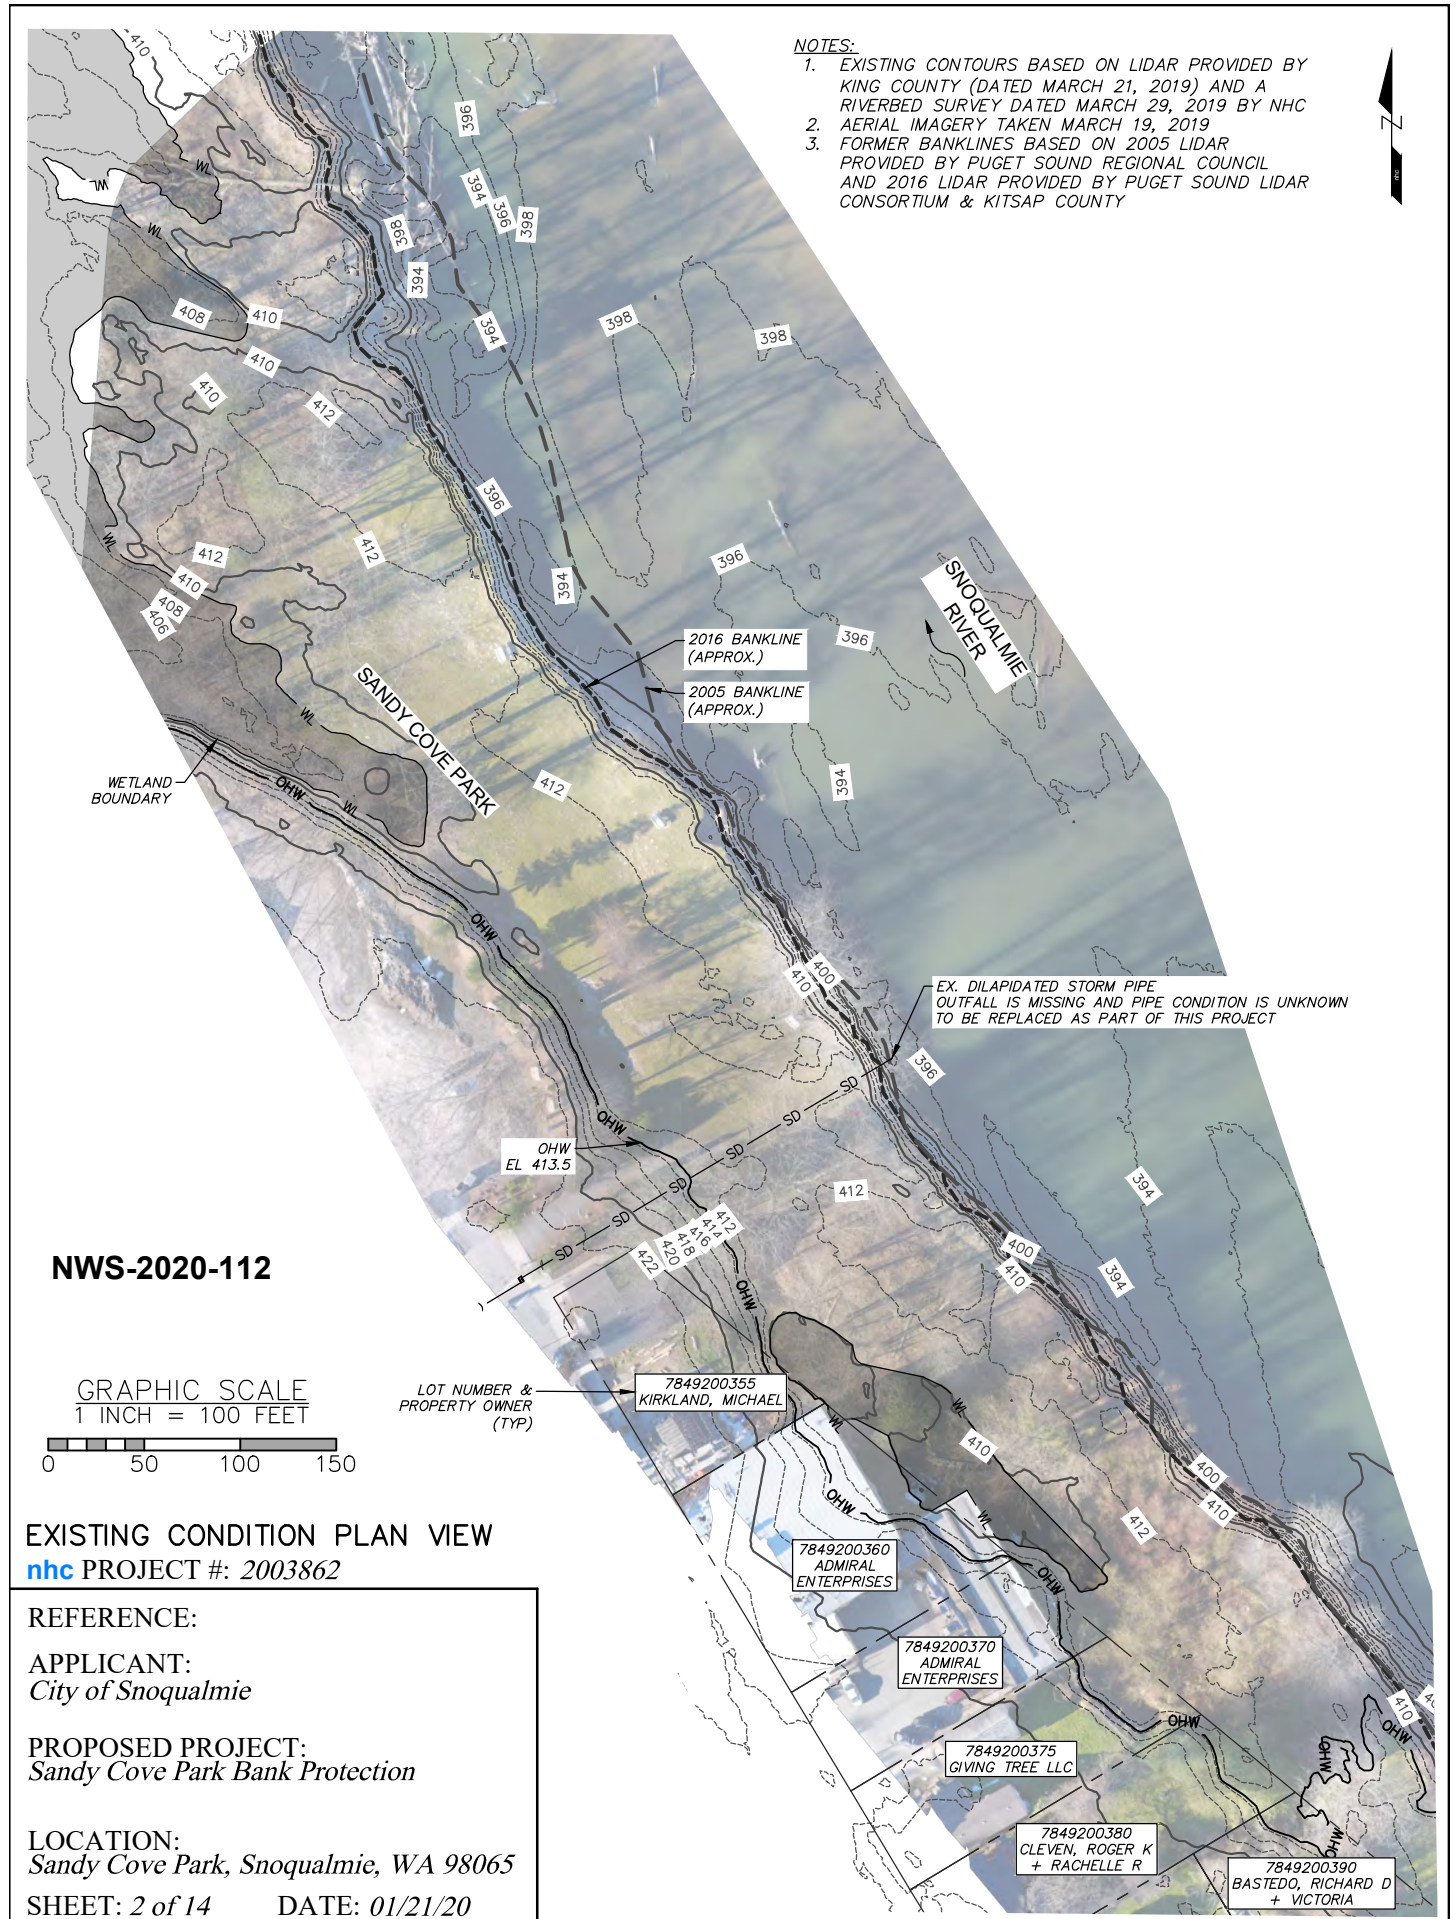 NOTES:
1. EXISTING CONTOURS BASED ON LIDAR PROVIDED BY
KING COUNTY (DATED MARCH 21, 2019) AND A
RIVERBED SURVEY DATED MARCH 29, 2019 BY NHC
2. AERIAL IMAGERY TAKEN MARCH 19, 2019
3. FORMER BANKLINES BASED ON 2005 LIDAR
PROVIDED BY PUGET SOUND REGIONAL COUNCIL
AND 2016 LIDAR PROVIDED BY PUGET SOUND LIDAR
CONSORTIUM & KITSAP COUNTY
Z
nhc
410
396
WL
WL
394
396
398
WL
398
394
408
410
394
398
398
410
410
412
396
412
WL
412
394
396
410
408
406
SNOQUALMIE
RIVER
396
2016 BANKLINE
(APPROX.)
2005 BANKLINE
(APPROX.)
SANDY COVE PARK
WL
WETLAND
BOUNDARY
OHW
WL
412
394
OHW
410
400
EX. DILAPIDATED STORM PIPE
OUTFALL IS MISSING AND PIPE CONDITION IS UNKNOWN
TO BE REPLACED AS PART OF THIS PROJECT
396
SD
SD
SD
SD
SD
SD
OHW
OHW
EL 413.5
412
394
412
414
416
418
420
422
400
410
394
OHW
NWS-2020-112
GRAPHIC SCALE
1 INCH = 100 FEET
0 50 100 150
LOT NUMBER &
PROPERTY OWNER
(TYP)
7849200355
KIRKLAND, MICHAEL
WL
WL
410
400
410
412
OHW
WL
OHW
7849200360
ADMIRAL
ENTERPRISES
7849200370
ADMIRAL
ENTERPRISES
410
OHW
OHW
OHW
7849200375
GIVING TREE LLC
7849200380
CLEVEN, ROGER K
+ RACHELLE R
OHW
7849200390
BASTEDO, RICHARD D
+ VICTORIA
EXISTING CONDITION PLAN VIEW
nhc PROJECT #: 2003862
REFERENCE:
APPLICANT:
City of Snoqualmie
PROPOSED PROJECT:
Sandy Cove Park Bank Protection
LOCATION:
Sandy Cove Park, Snoqualmie, WA 98065
SHEET: 2 of 14 DATE: 01/21/20